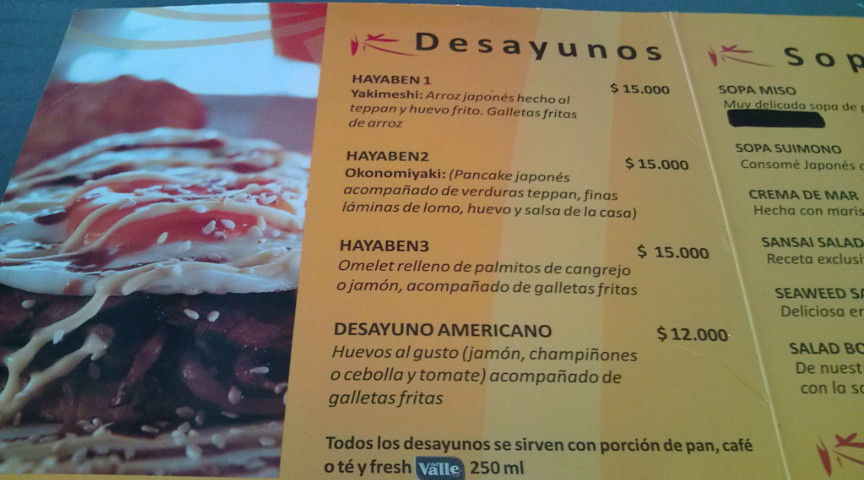 Desayunos
HAYABEN 1 $ 15.000
Yakimeshi: Arroz japonés hecho al
teppan y huevo frito. Galletas fritas
de arroz
HAYABEN2 $ 15.000
Okonomiyaki: (Pancake japonés
acompañado de verduras teppan, finas
láminas de lomo, huevo y salsa de la casa)
HAYABEN3 $ 15.000
Omelet relleno de palmitos de cangrejo
o jamón, acompañado de galletas fritas
DESAYUNO AMERICANO $ 12.000
Huevos al gusto (jamón, champiñones
o cebolla y tomate) acompañado de
galletas fritas
Todos los desayunos se sirven con porción de pan, café
o té y fresh Valle 250 ml
Sop
SOPA MISO
Muy delicada sopa de
SOPA SUIMONO
Consomé Japonés
CREMA DE MAR
Hecha con maris
SANSAI SALAD
Receta exclusi
SEAWEED SA
Deliciosa en
SALAD BO
De nuest
con la sa